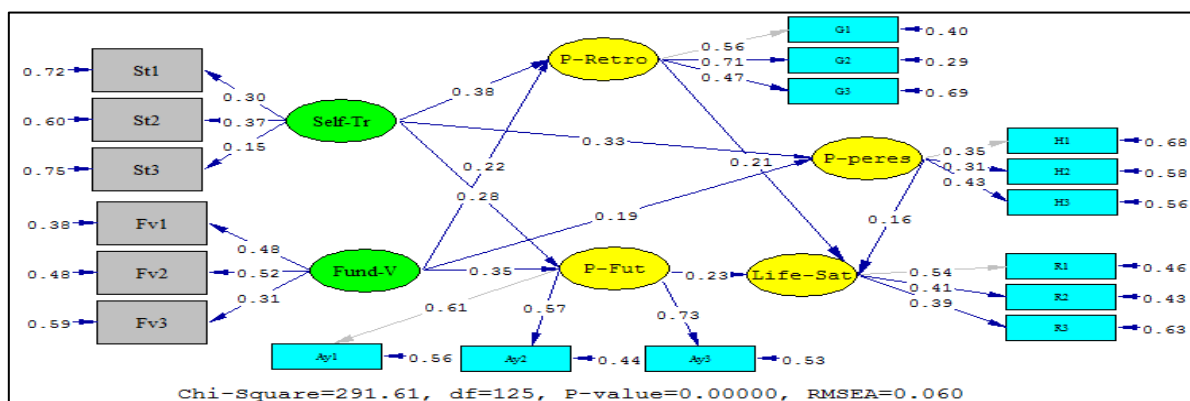 G1
0.40
0.56
P-Retro
0.71
G2
0.29
0.47
G3
0.69
0.72
St1
0.30
0.38
0.60
St2
0.37
Self-Tr
0.15
0.33
0.75
St3
0.22
0.21
P-peres
0.35
H1
0.68
0.31
H2
0.58
0.43
H3
0.56
0.28
0.19
0.16
0.38
Fv1
0.48
0.48
Fv2
0.52
Fund-V
0.35
P-Fut
0.23
Life-Sat
0.54
R1
0.46
0.41
R2
0.43
0.39
R3
0.63
0.59
Fv3
0.31
0.61
0.57
0.73
Ay1
0.56
Ay2
0.44
Ay3
0.53
Chi-Square=291.61, df=125, P-value=0.00000, RMSEA=0.060